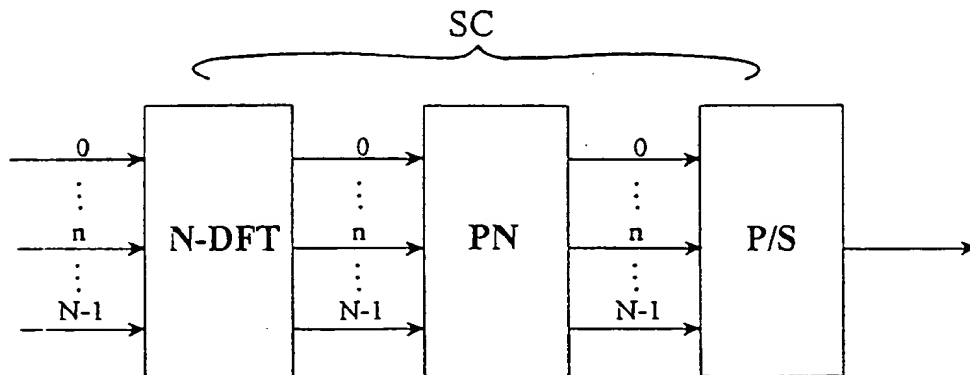 SC
0 0 0
⋮ ⋮ ⋮
n N-DFT n PN n P/S
⋮ ⋮ ⋮
N-1 N-1 N-1